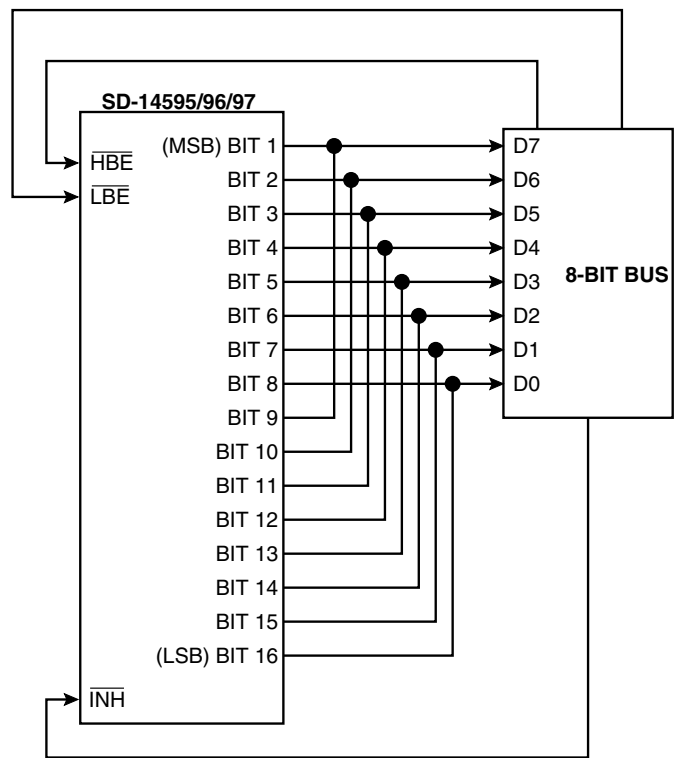 SD-14595/96/97
HBE
LBE
(MSB) BIT 1
BIT 2
BIT 3
BIT 4
BIT 5
BIT 6
BIT 7
BIT 8
BIT 9
BIT 10
BIT 11
BIT 12
BIT 13
BIT 14
BIT 15
(LSB) BIT 16
INH
D7
D6
D5
D4
D3
D2
D1
D0
8-BIT BUS